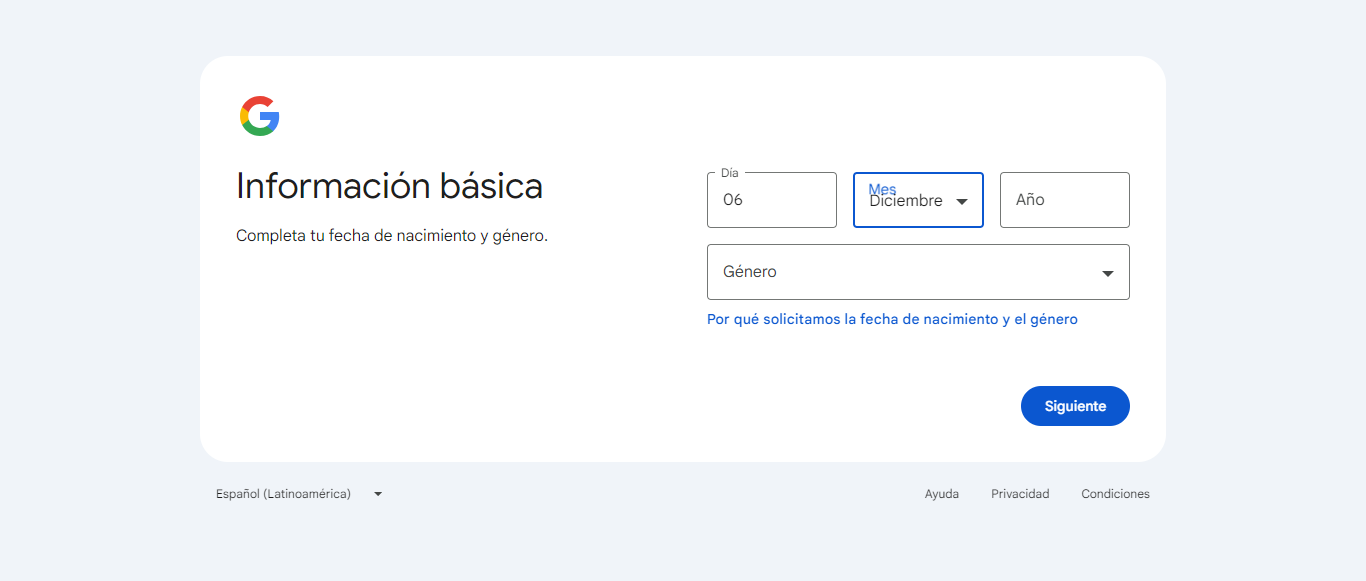 Información básica
Completa tu fecha de nacimiento y género.
Día
06
Mes
Diciembre
Año
Género
Por qué solicitamos la fecha de nacimiento y el género
Siguiente
Español (Latinoamérica)
Ayuda
Privacidad
Condiciones